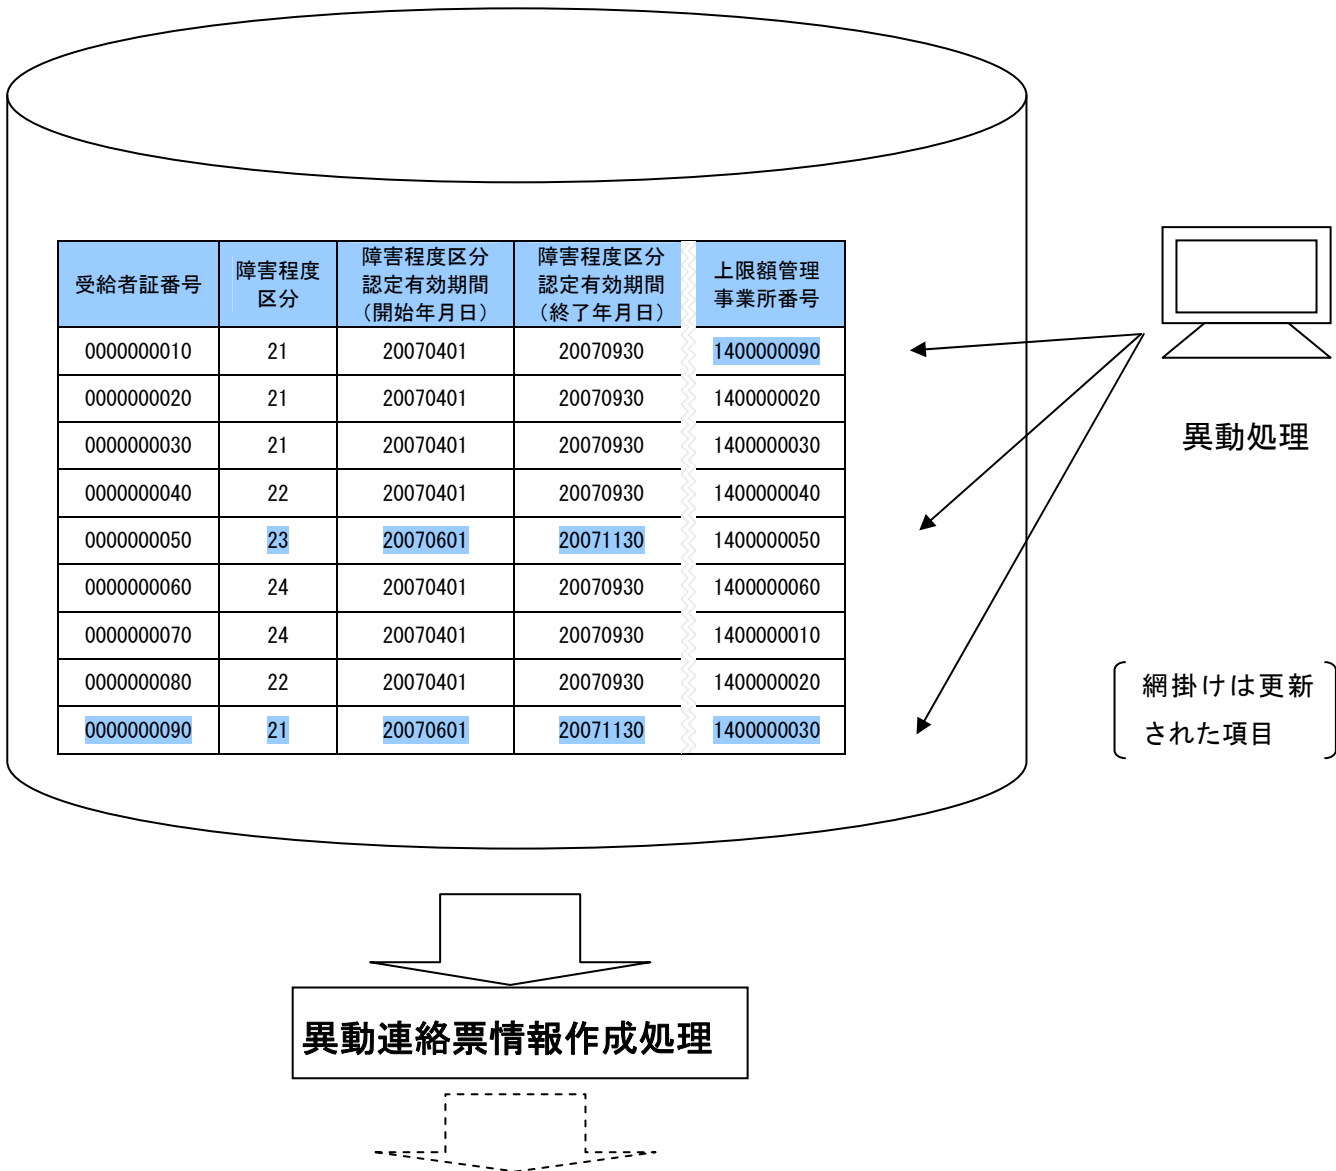 受給者証番号 障害程度区分 障害程度区分認定有効期間（開始年月日） 障害程度区分認定有効期間（終了年月日） 上限額管理事業所番号
0000000010 21 20070401 20070930 1400000090
0000000020 21 20070401 20070930 1400000020
0000000030 21 20070401 20070930 1400000030
0000000040 22 20070401 20070930 1400000040
0000000050 23 20070601 20071130 1400000050
0000000060 24 20070401 20070930 1400000060
0000000070 24 20070401 20070930 1400000010
0000000080 22 20070401 20070930 1400000020
0000000090 21 20070601 20071130 1400000030
異動処理
網掛けは更新
された項目
異動連絡票情報作成処理